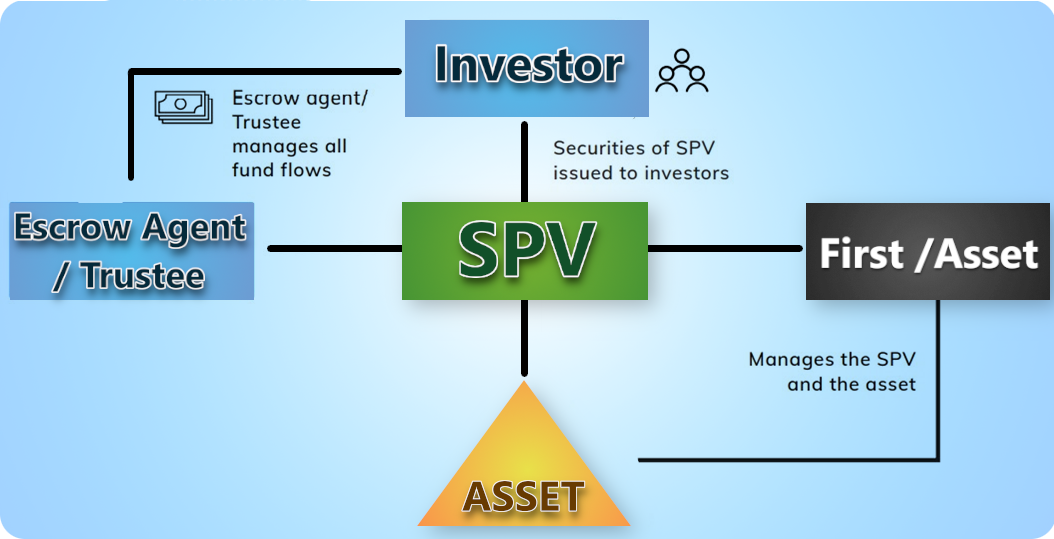 Investor
Escrow agent/
Trustee
manages all
fund flows
Securities of SPV
issued to investors
Escrow Agent
/ Trustee
SPV
First /Asset
Manages the SPV
and the asset
ASSET